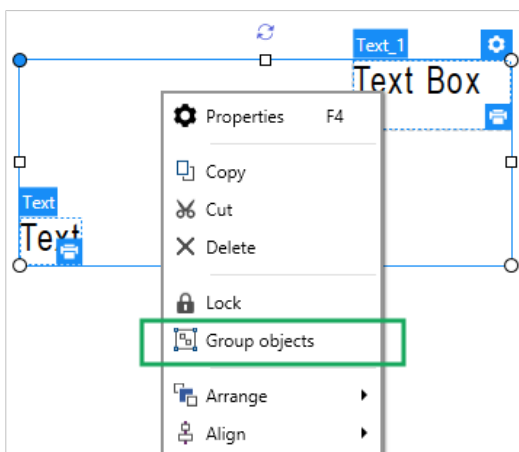 Text_1
Text Box
Properties F4
Copy
Cut
Delete
Lock
Group objects
Arrange
Align
Text
Text